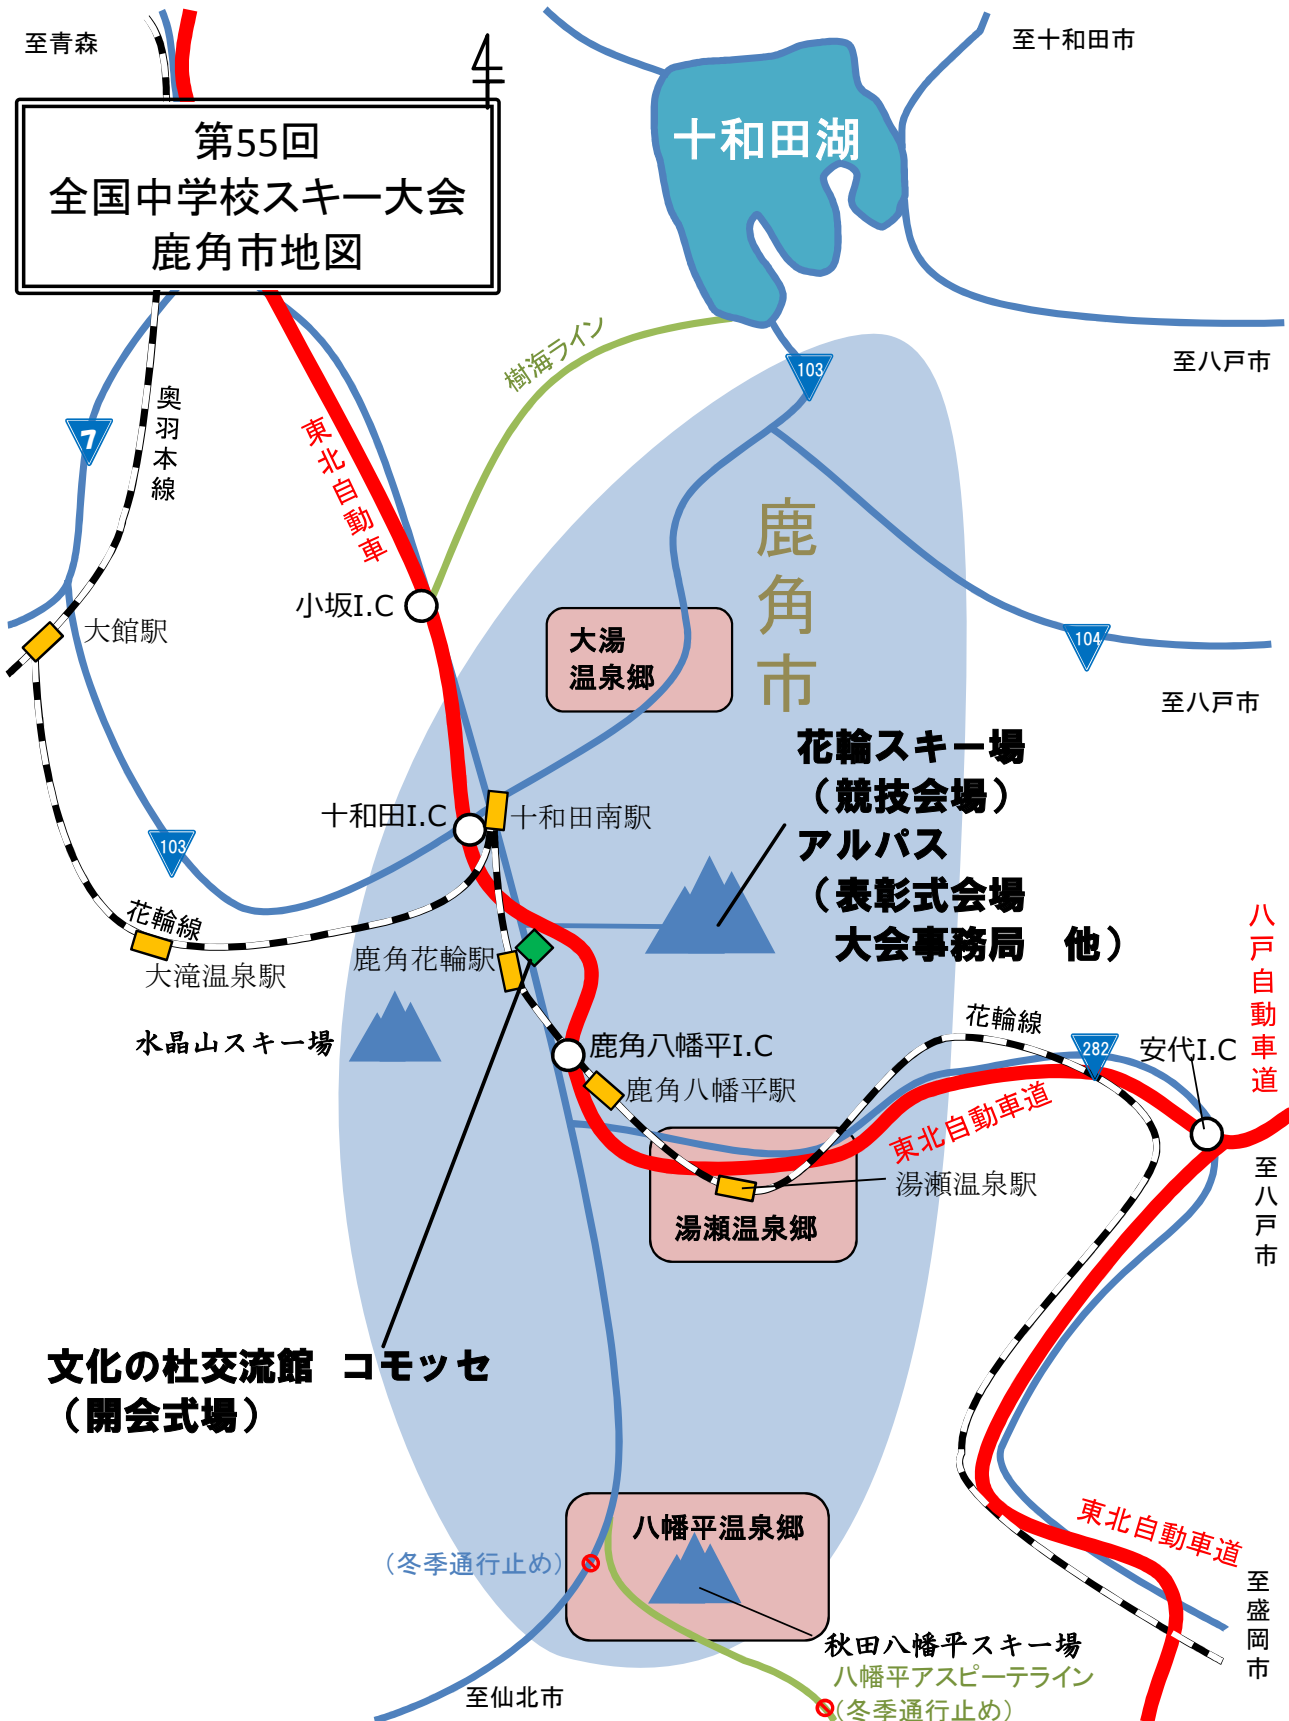 至青森
至十和田市
第55回
全国中学校スキー大会
鹿角市地図
十和田湖
樹海ライン
103
至八戸市
7
奥羽本線
東北自動車
鹿角市
小坂I.C
大館駅
大湯
温泉郷
104
至八戸市
花輪スキー場
（競技会場）
アルパス
（表彰式会場
大会事務局　他）
十和田I.C
十和田南駅
103
花輪線
大滝温泉駅
鹿角花輪駅
八戸自動車道
水晶山スキー場
鹿角八幡平I.C
花輪線
282
安代I.C
鹿角八幡平駅
東北自動車道
湯瀬温泉駅
至八戸市
湯瀬温泉郷
文化の杜交流館　コモッセ
（開会式場）
八幡平温泉郷
東北自動車道
（冬季通行止め）
至盛岡市
秋田八幡平スキー場
八幡平アスピーテライン
（冬季通行止め）
至仙北市